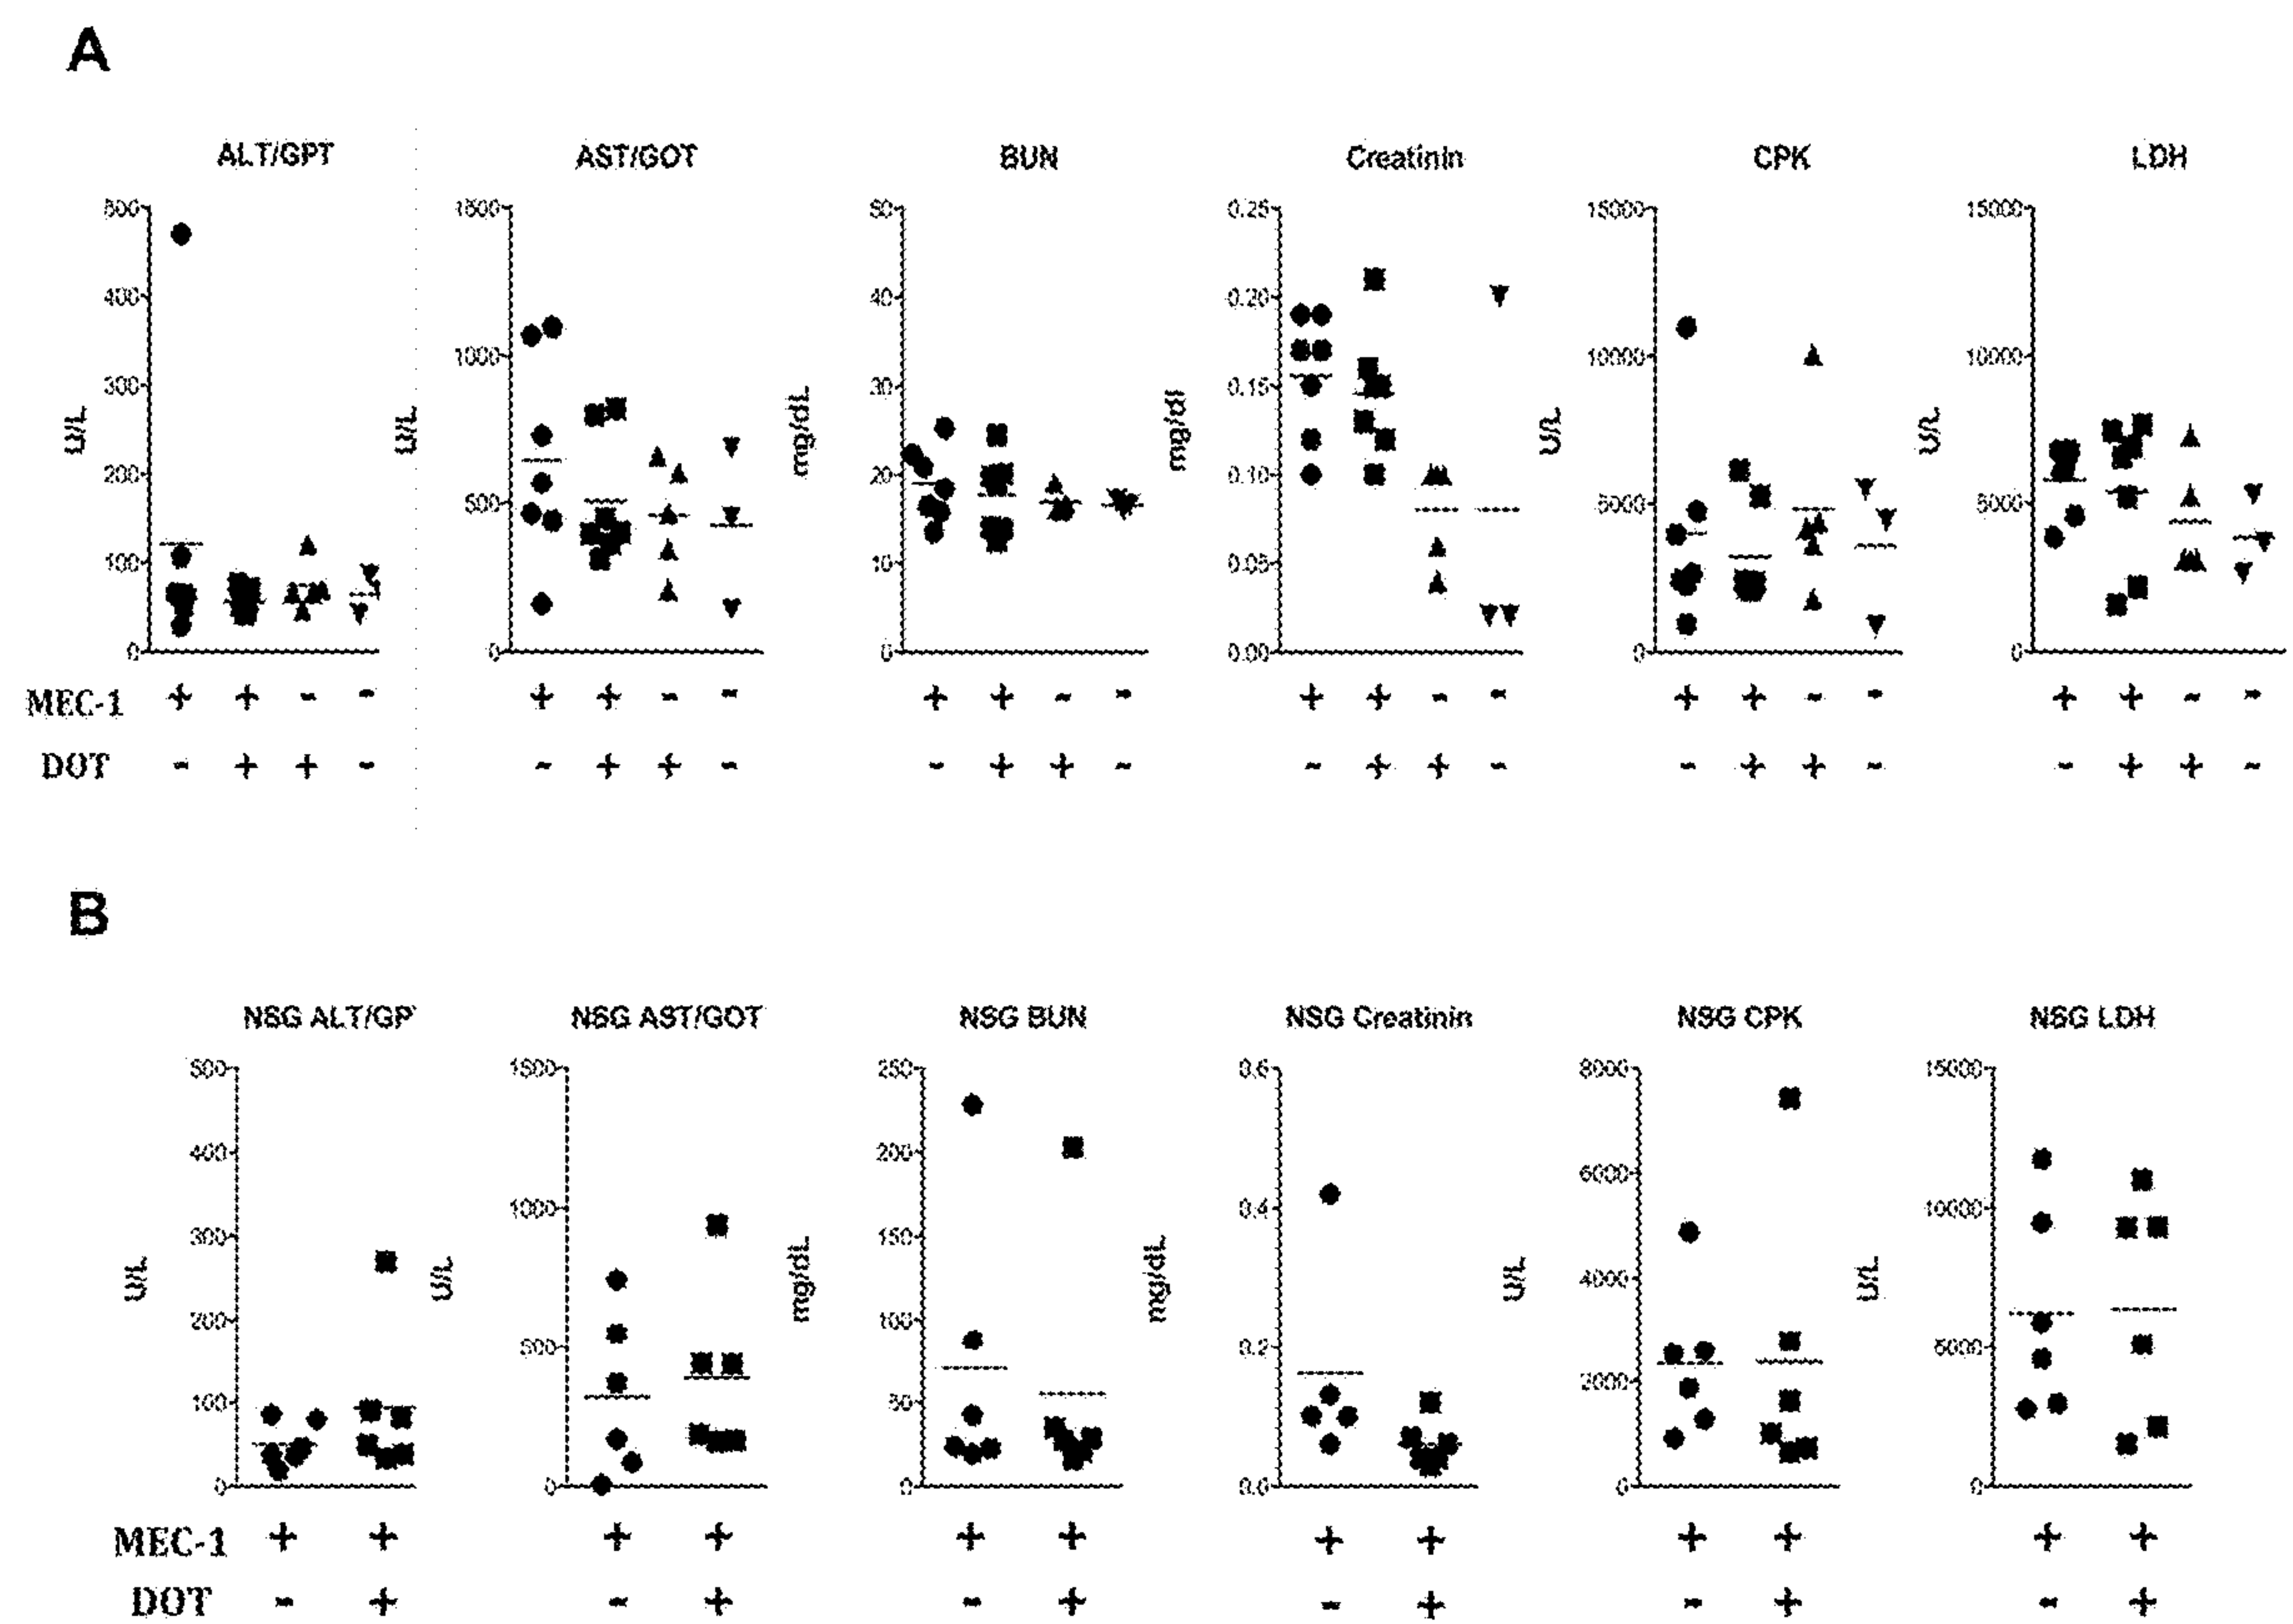 A
ALT/GPT AST/GOT BUN Creatinin CPK LDH
500 1500 50 0.25 15000 15000
400 40 0.20
1000 10000 10000
300 30 0.15
U/L U/L mg/dL mg/dl U/L U/L
200 20 0.10
500 5000 5000
100 10 0.05
0 0 0 0.00 0 0
MEC-1 + + - - + + - - + + - - + + - - + + - - + + - -
DOT - + + - - + + - - + + - - + + - - + + - - + + -
B
NSG ALT/GP NSG AST/GOT NSG BUN NSG Creatinin NSG CPK NSG LDH
500 1500 250 0.6 8000 15000
400 200
6000
1000 0.4 10000
300 150
U/L U/L mg/dL mg/dL U/L U/L
4000
200 100
500 0.2 5000
2000
100 50
0 0 0 0.0 0 0
MEC-1 + + + + + + + + + + + +
DOT - + - + - + - + - + - +